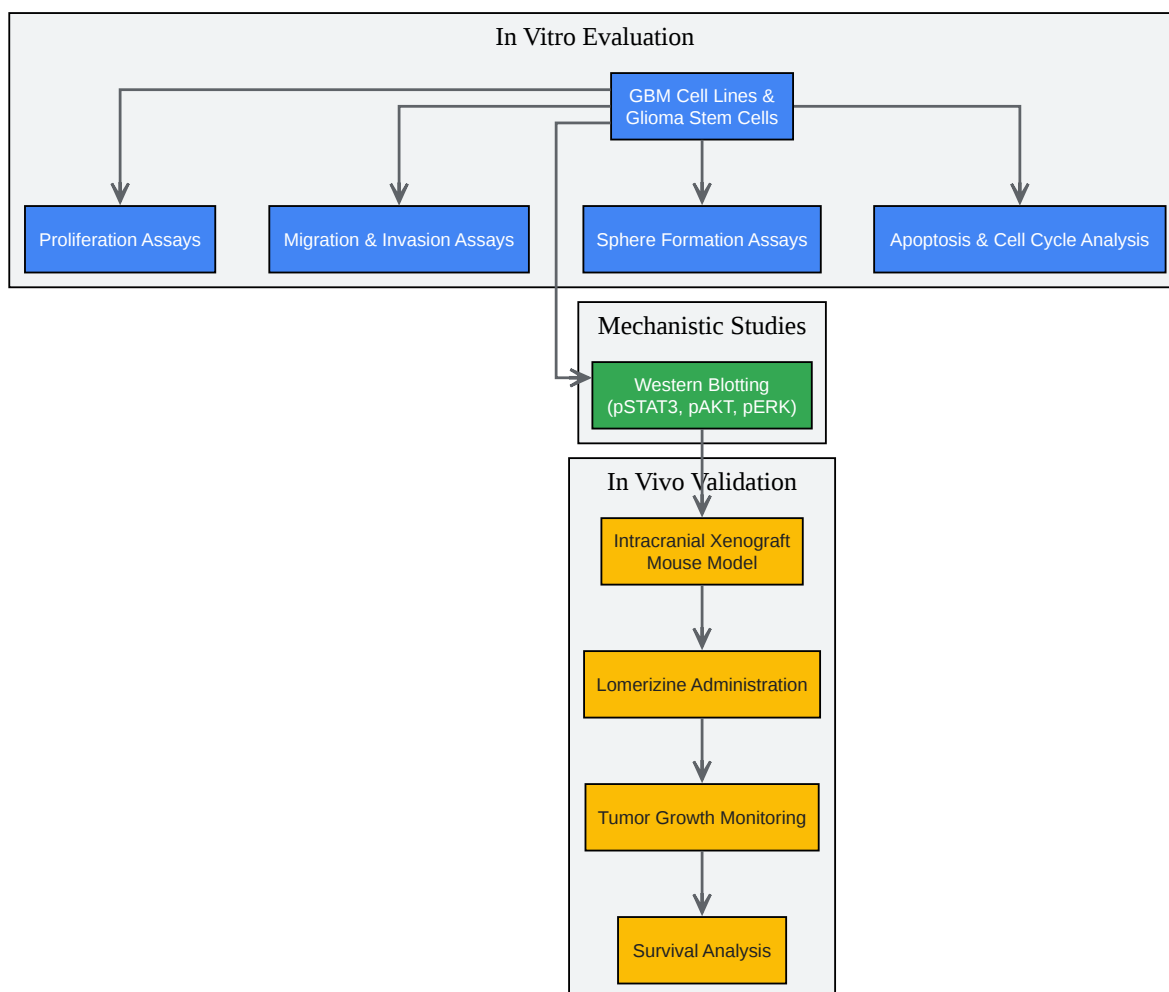 In Vitro Evaluation
GBM Cell Lines &
Glioma Stem Cells
Proliferation Assays
Migration & Invasion Assays
Sphere Formation Assays
Apoptosis & Cell Cycle Analysis
Mechanistic Studies
Western Blotting
(pSTAT3, pAKT, pERK)
In Vivo Validation
Intracranial Xenograft
Mouse Model
Lomerizine Administration
Tumor Growth Monitoring
Survival Analysis